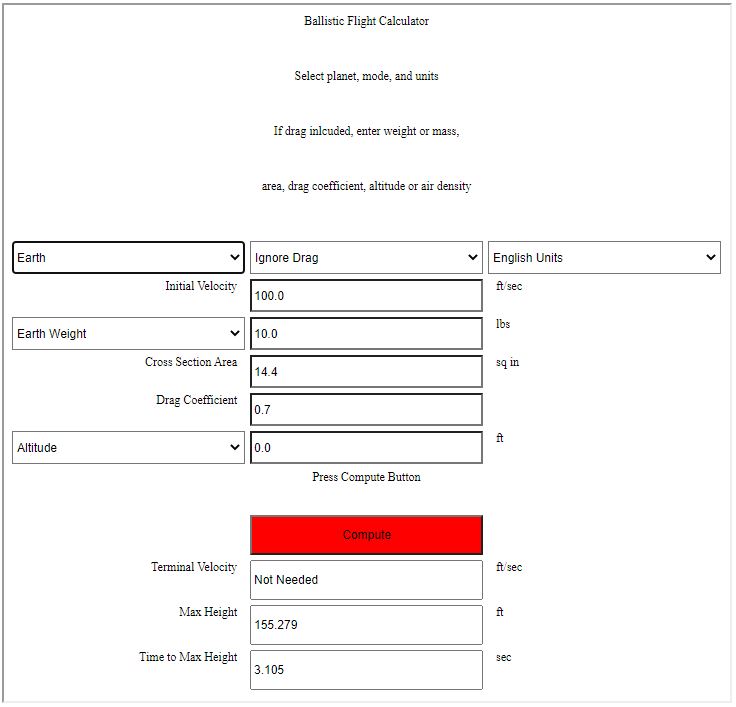 Ballistic Flight Calculator
Select planet, mode, and units
If drag inlcuded, enter weight or mass,
area, drag coefficient, altitude or air density
Earth Ignore Drag English Units
Initial Velocity 100.0 ft/sec
Earth Weight 10.0 lbs
Cross Section Area 14.4 sq in
Drag Coefficient 0.7
Altitude 0.0 ft
Press Compute Button
Compute
Terminal Velocity Not Needed ft/sec
Max Height 155.279 ft
Time to Max Height 3.105 sec